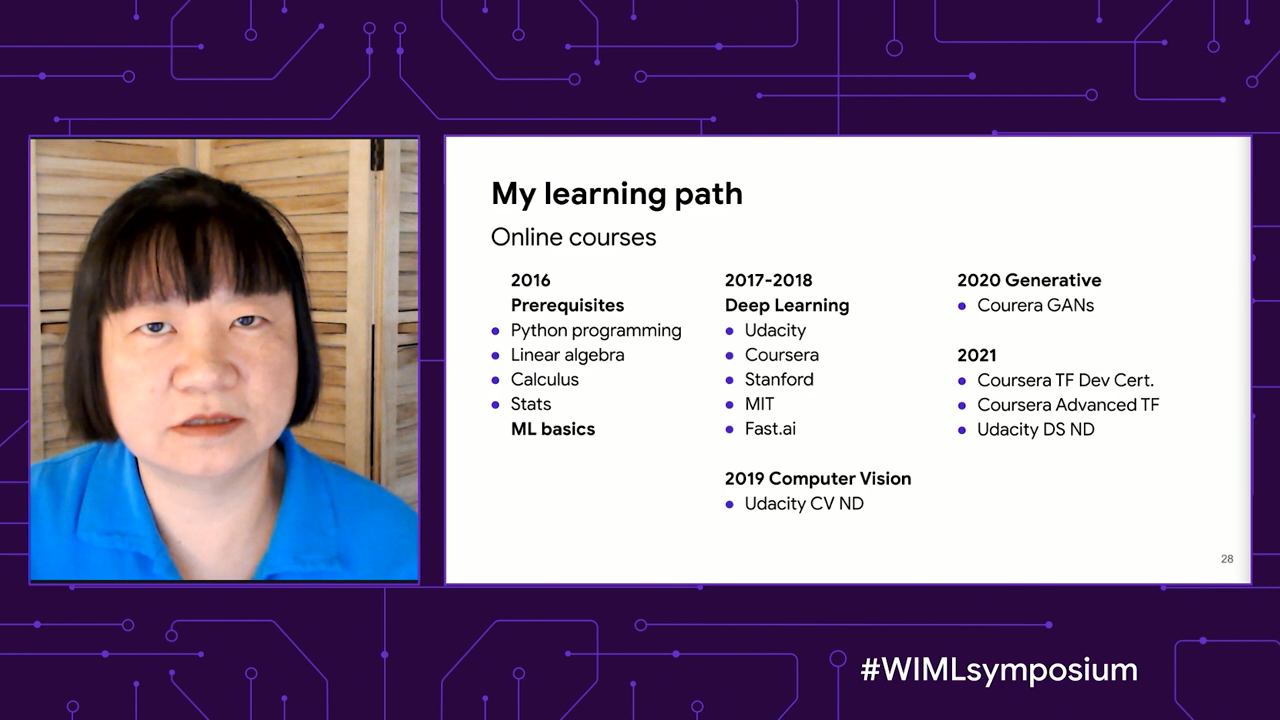 My learning path
Online courses
2016
Prerequisites
Python programming
Linear algebra
Calculus
Stats
ML basics
2017-2018
Deep Learning
Udacity
Coursera
Stanford
MIT
Fast.ai
2019 Computer Vision
Udacity CV ND
2020 Generative
Courera GANs
2021
Coursera TF Dev Cert.
Coursera Advanced TF
Udacity DS ND
28
#WIMLsymposium